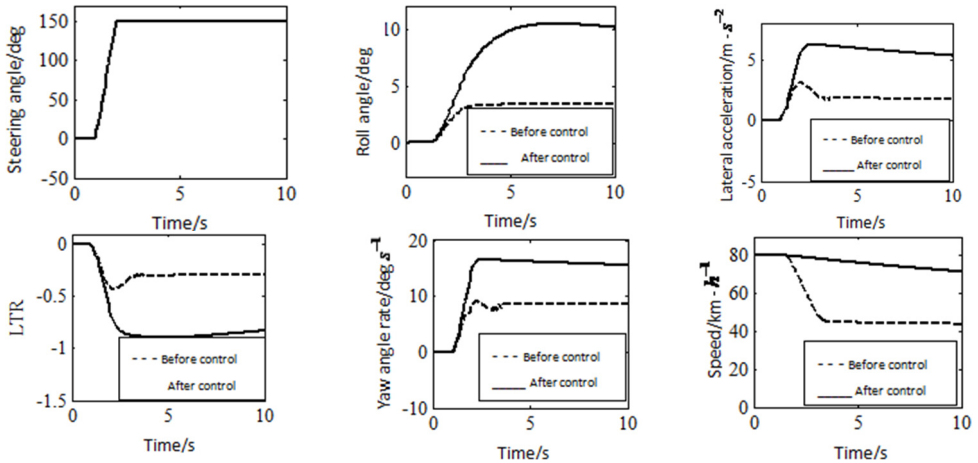 Steering angle/deg
150
100
50
0
-50
0
5
10
Time/s
Roll angle/deg
10
5
0
0
5
10
Before control
After control
Time/s
Lateral acceleration/m · s⁻²
5
0
-5
0
5
10
Before control
After control
Time/s
LTR
0
-0.5
-1
-1.5
0
5
10
Before control
After control
Time/s
Yaw angle rate/deg s⁻¹
20
10
0
-10
0
5
10
Before control
After control
Time/s
Speed/km · h⁻¹
80
60
40
20
0
0
5
10
Before control
After control
Time/s